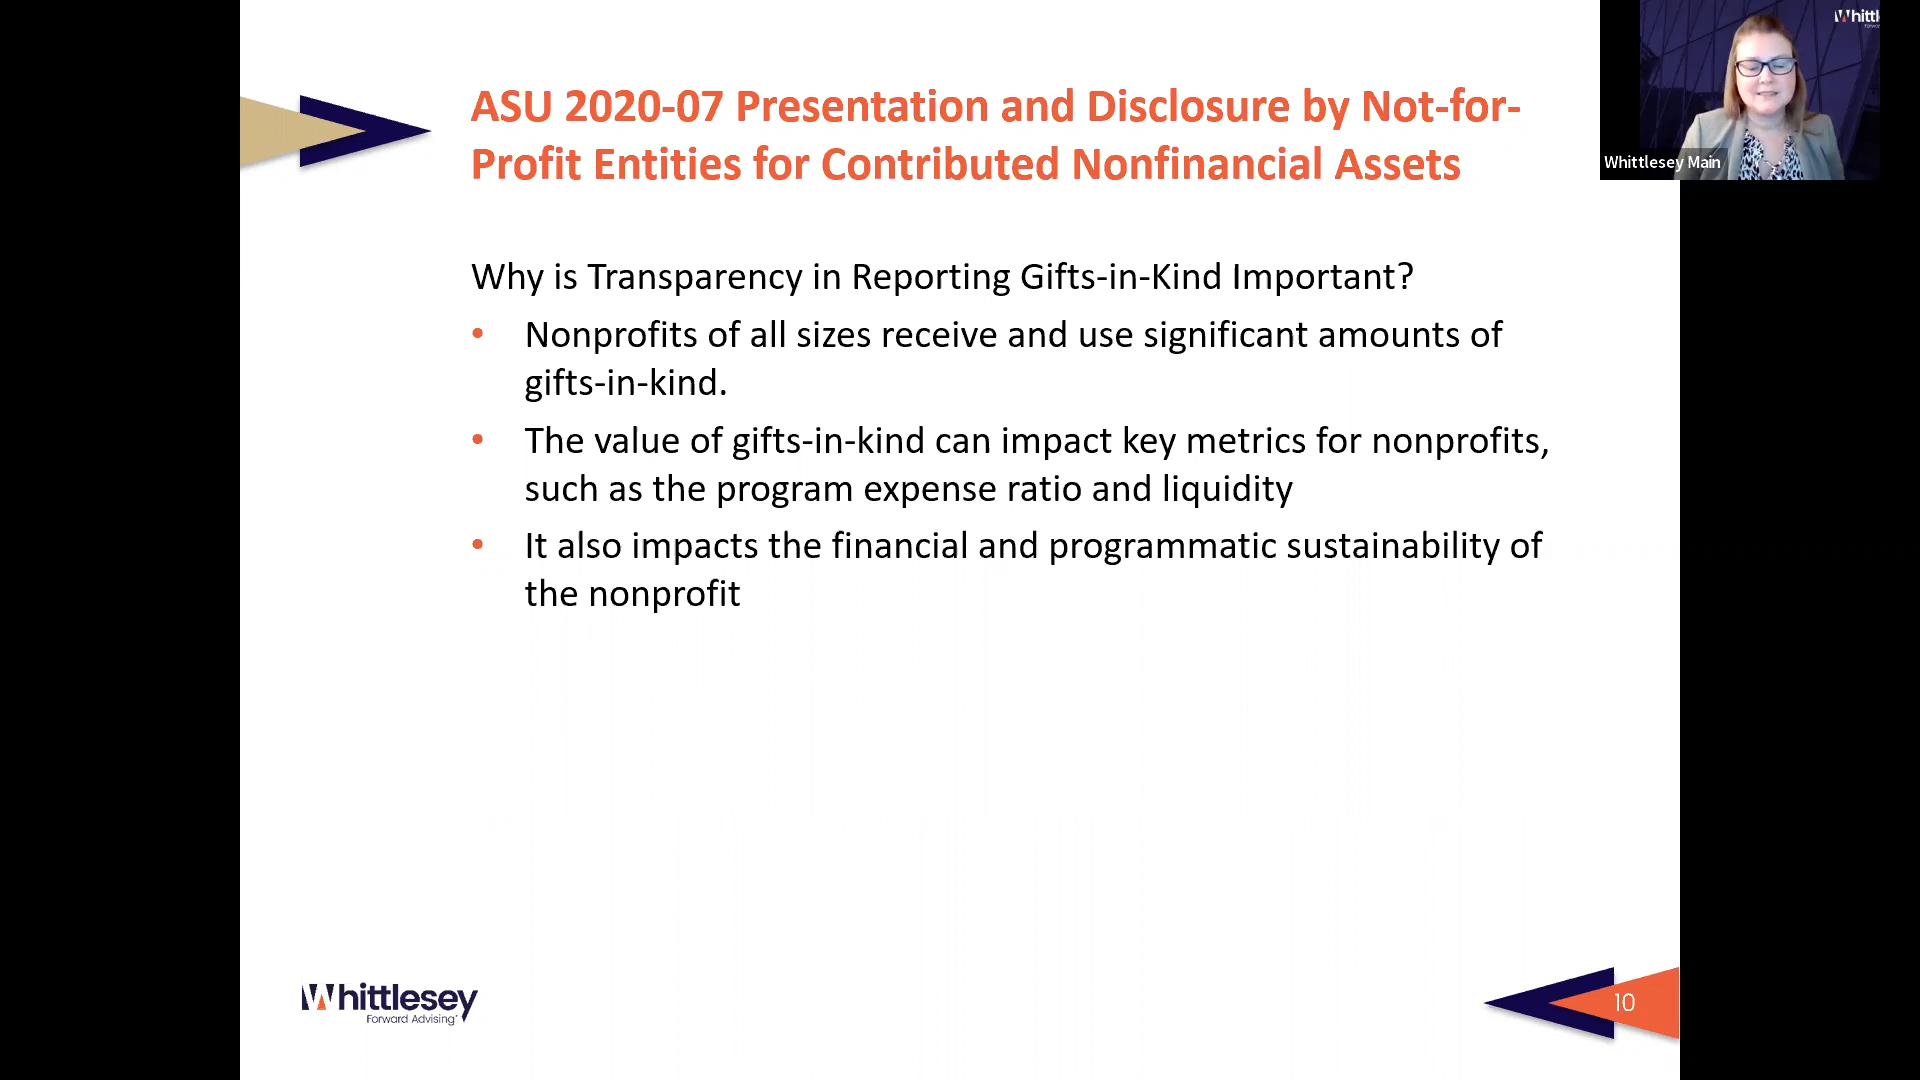 Whittl
ASU 2020-07 Presentation and Disclosure by Not-for-
Profit Entities for Contributed Nonfinancial Assets
Whittlesey Main
Why is Transparency in Reporting Gifts-in-Kind Important?
• Nonprofits of all sizes receive and use significant amounts of
gifts-in-kind.
• The value of gifts-in-kind can impact key metrics for nonprofits,
such as the program expense ratio and liquidity
• It also impacts the financial and programmatic sustainability of
the nonprofit
Whittlesey
Forward Advising
10